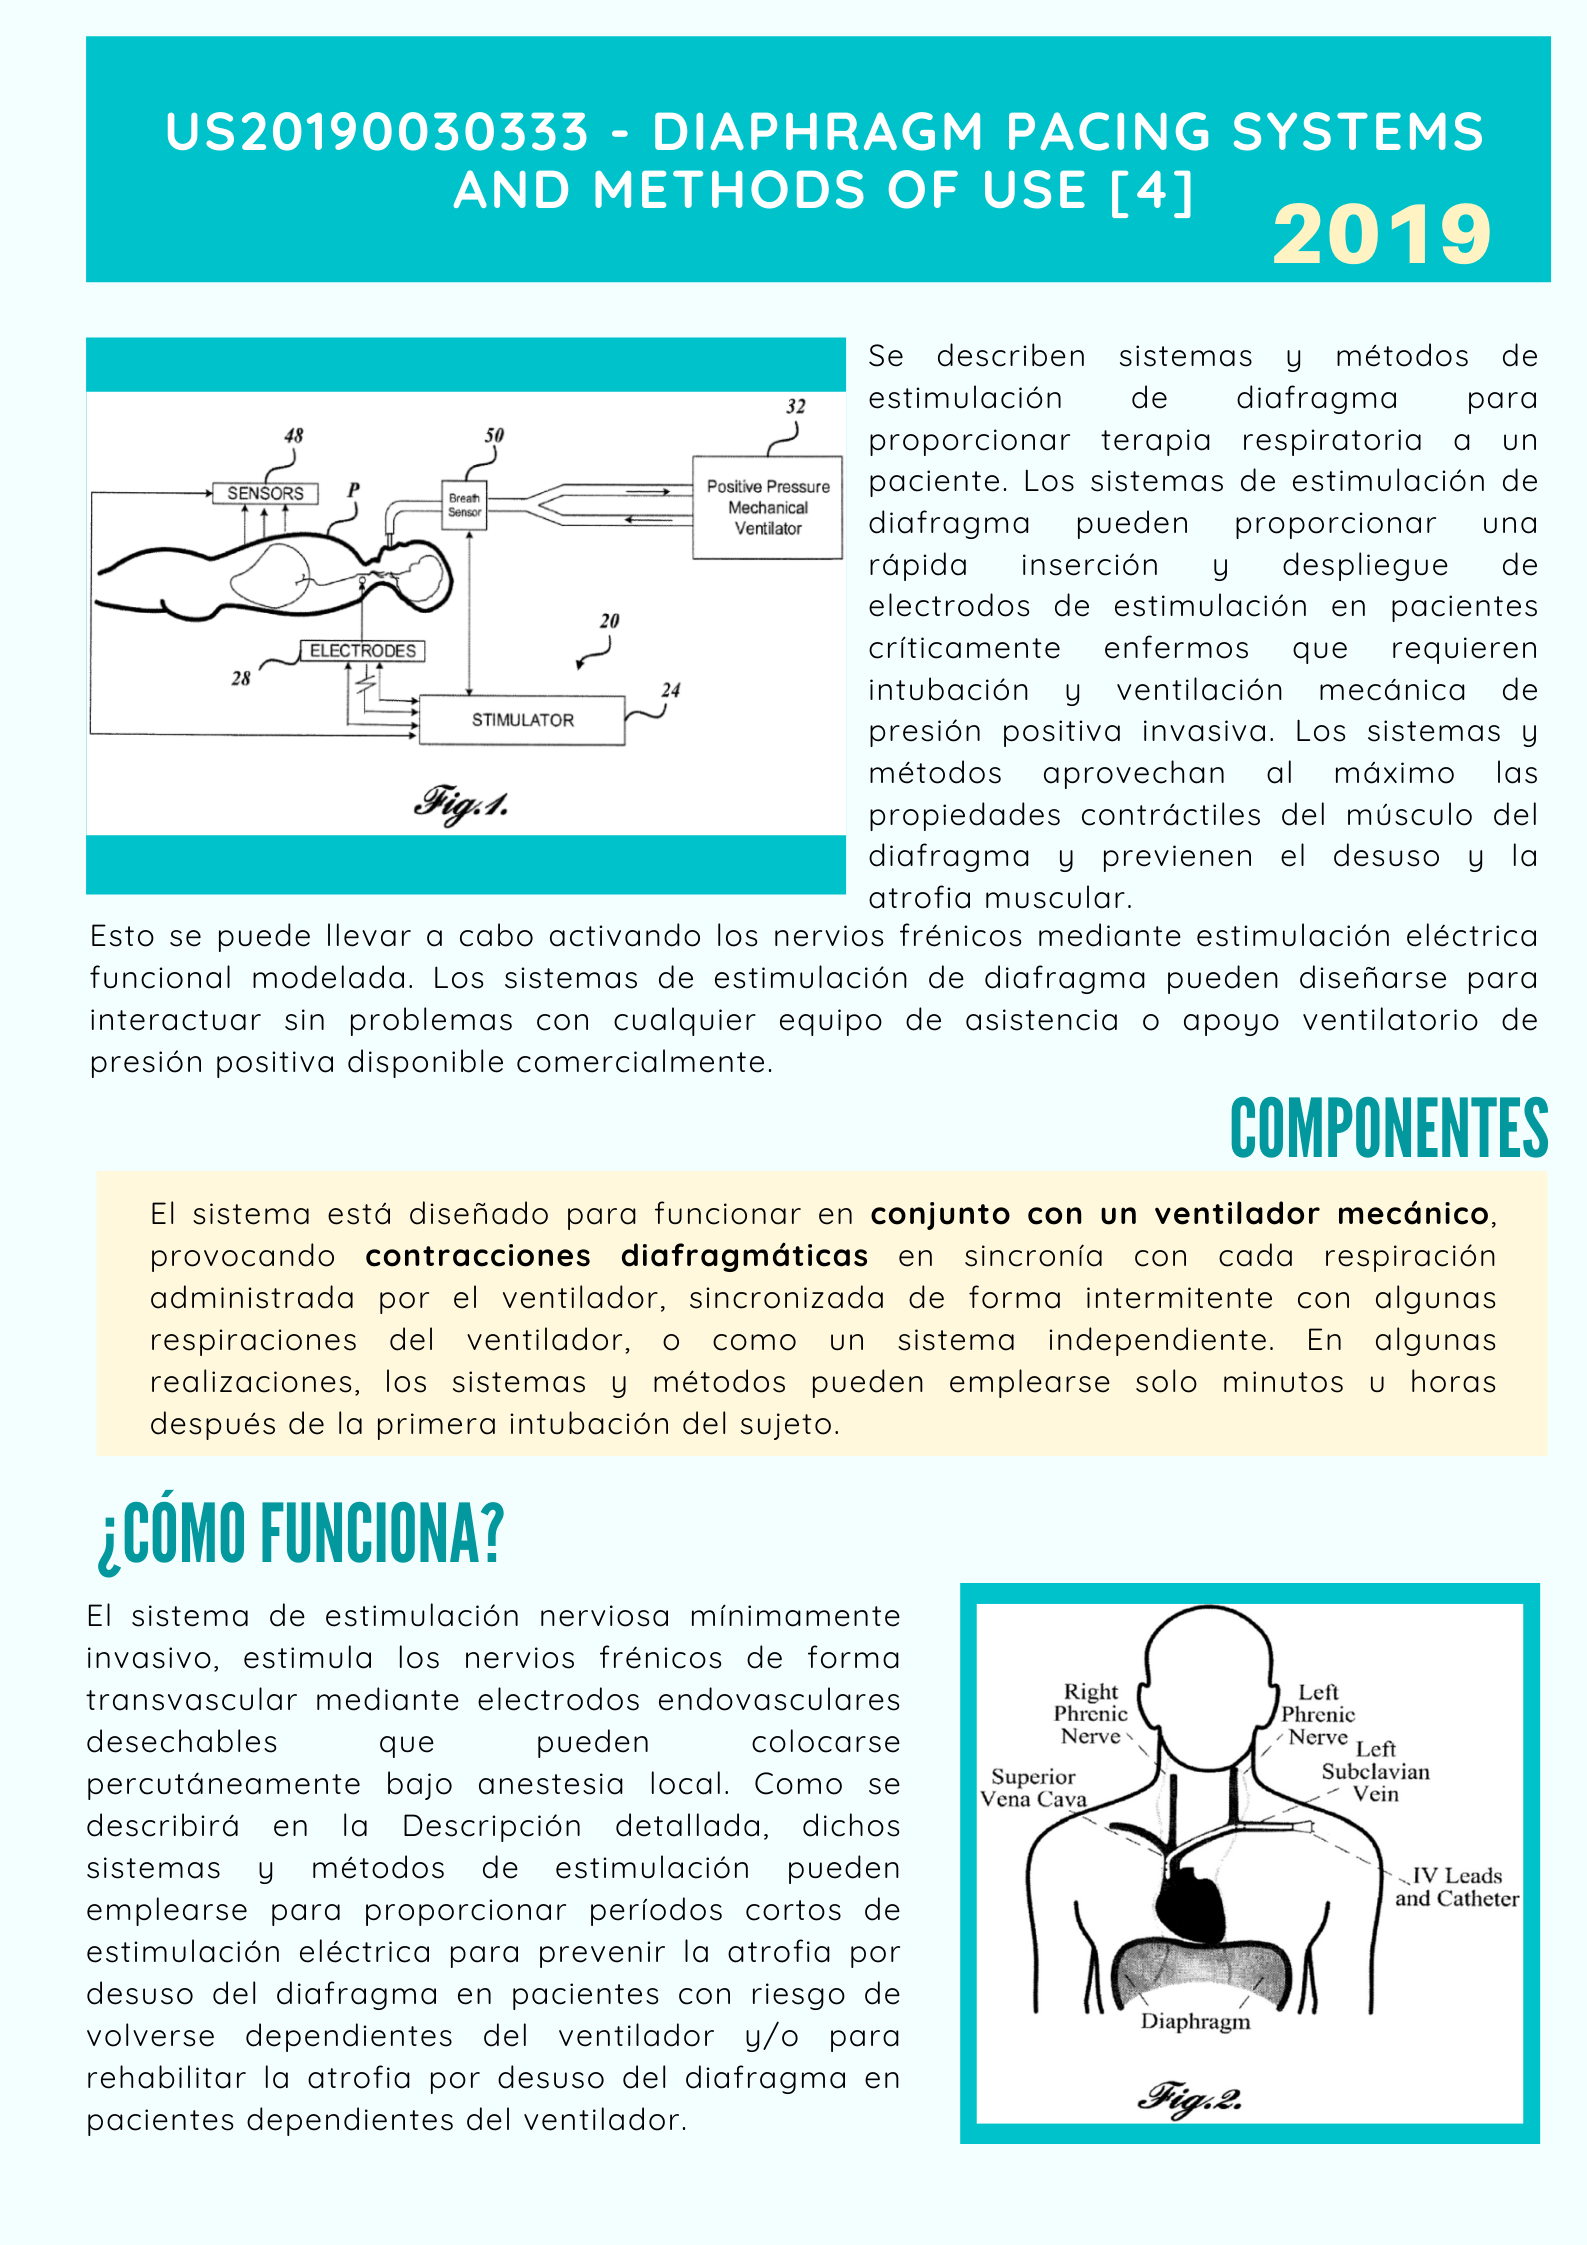 US20190030333 - DIAPHRAGM PACING SYSTEMS
AND METHODS OF USE [4]
2019
32
48
50
SENSORS
P
Breath
Sensor
Positive Pressure
Mechanical
Ventilator
20
ELECTRODES
28
24
STIMULATOR
Fig.1.
Se describen sistemas y métodos de
estimulación de diafragma para
proporcionar terapia respiratoria a un
paciente. Los sistemas de estimulación de
diafragma pueden proporcionar una
rápida inserción y despliegue de
electrodos de estimulación en pacientes
críticamente enfermos que requieren
intubación y ventilación mecánica de
presión positiva invasiva. Los sistemas y
métodos aprovechan al máximo las
propiedades contráctiles del músculo del
diafragma y previenen el desuso y la
atrofia muscular.
Esto se puede llevar a cabo activando los nervios frénicos mediante estimulación eléctrica
funcional modelada. Los sistemas de estimulación de diafragma pueden diseñarse para
interactuar sin problemas con cualquier equipo de asistencia o apoyo ventilatorio de
presión positiva disponible comercialmente.
COMPONENTES
El sistema está diseñado para funcionar en conjunto con un ventilador mecánico,
provocando contracciones diafragmáticas en sincronía con cada respiración
administrada por el ventilador, sincronizada de forma intermitente con algunas
respiraciones del ventilador, o como un sistema independiente. En algunas
realizaciones, los sistemas y métodos pueden emplearse solo minutos u horas
después de la primera intubación del sujeto.
¿CÓMO FUNCIONA?
El sistema de estimulación nerviosa mínimamente
invasivo, estimula los nervios frénicos de forma
transvascular mediante electrodos endovasculares
desechables que pueden colocarse
percutáneamente bajo anestesia local. Como se
describirá en la Descripción detallada, dichos
sistemas y métodos de estimulación pueden
emplearse para proporcionar períodos cortos de
estimulación eléctrica para prevenir la atrofia por
desuso del diafragma en pacientes con riesgo de
volverse dependientes del ventilador y/o para
rehabilitar la atrofia por desuso del diafragma en
pacientes dependientes del ventilador.
Right
Phrenic
Nerve
Left
Phrenic
Nerve
Left
Subclavian
Vein
Superior
Vena Cava
IV Leads
and Catheter
Diaphragm
Fig.2.